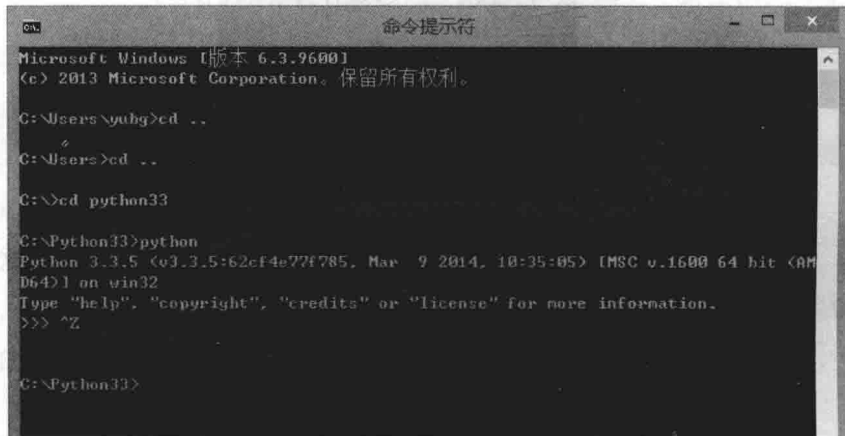 命令提示符
Microsoft Windows [版本 6.3.9600]
(c) 2013 Microsoft Corporation。保留所有权利。
C:\Users\yubg>cd ..
C:\Users>cd ..
C:\>cd python33
C:\Python33>python
Python 3.3.5 (v3.3.5:62cf4e77f785, Mar  9 2014, 10:35:05) [MSC v.1600 64 bit (AM
D64)] on win32
Type "help", "copyright", "credits" or "license" for more information.
>>> ^Z
C:\Python33>